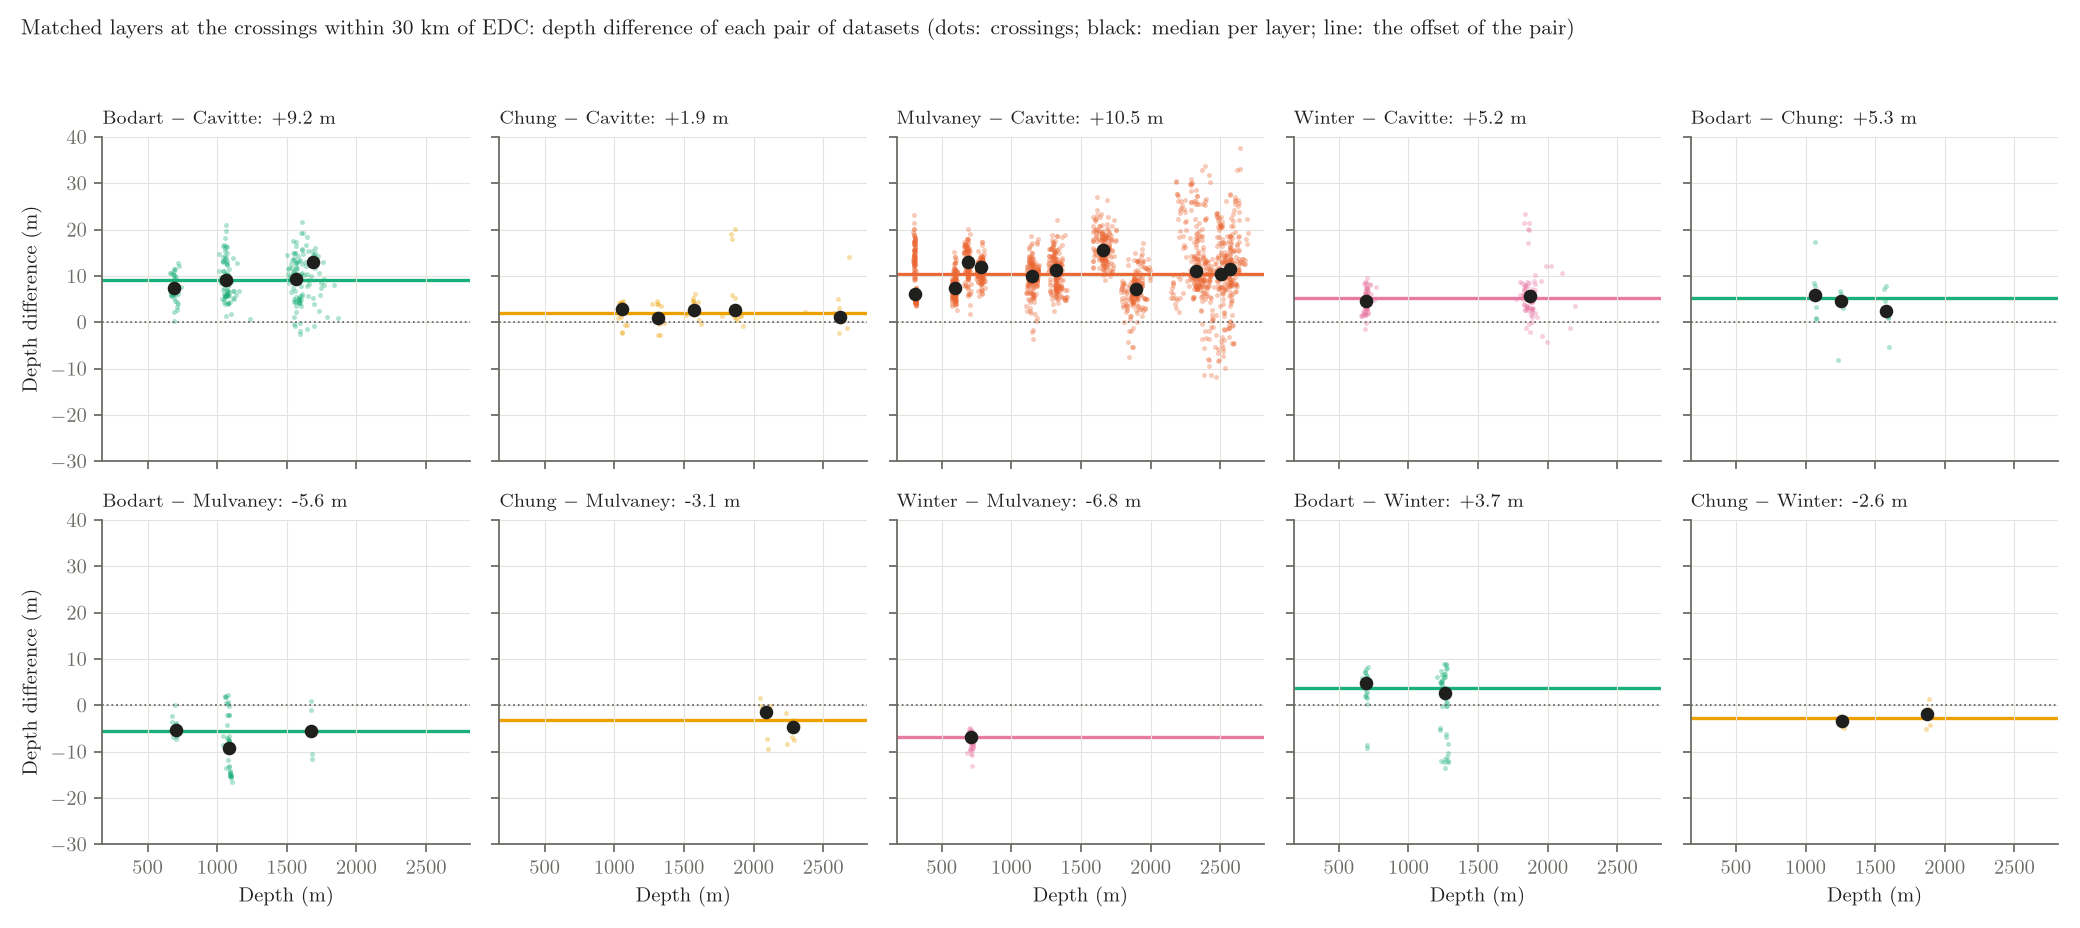 Matched layers at the crossings within 30 km of EDC: depth difference of each pair of datasets (dots: crossings; black: median per layer; line: the offset of the pair)
Bodart − Cavitte: +9.2 m
Chung − Cavitte: +1.9 m
Mulvaney − Cavitte: +10.5 m
Winter − Cavitte: +5.2 m
Bodart − Chung: +5.3 m
Depth difference (m)
40
30
20
10
0
−10
−20
−30
Bodart − Mulvaney: -5.6 m
Chung − Mulvaney: -3.1 m
Winter − Mulvaney: -6.8 m
Bodart − Winter: +3.7 m
Chung − Winter: -2.6 m
Depth difference (m)
40
30
20
10
0
−10
−20
−30
500 1000 1500 2000 2500
500 1000 1500 2000 2500
500 1000 1500 2000 2500
500 1000 1500 2000 2500
500 1000 1500 2000 2500
Depth (m)
Depth (m)
Depth (m)
Depth (m)
Depth (m)